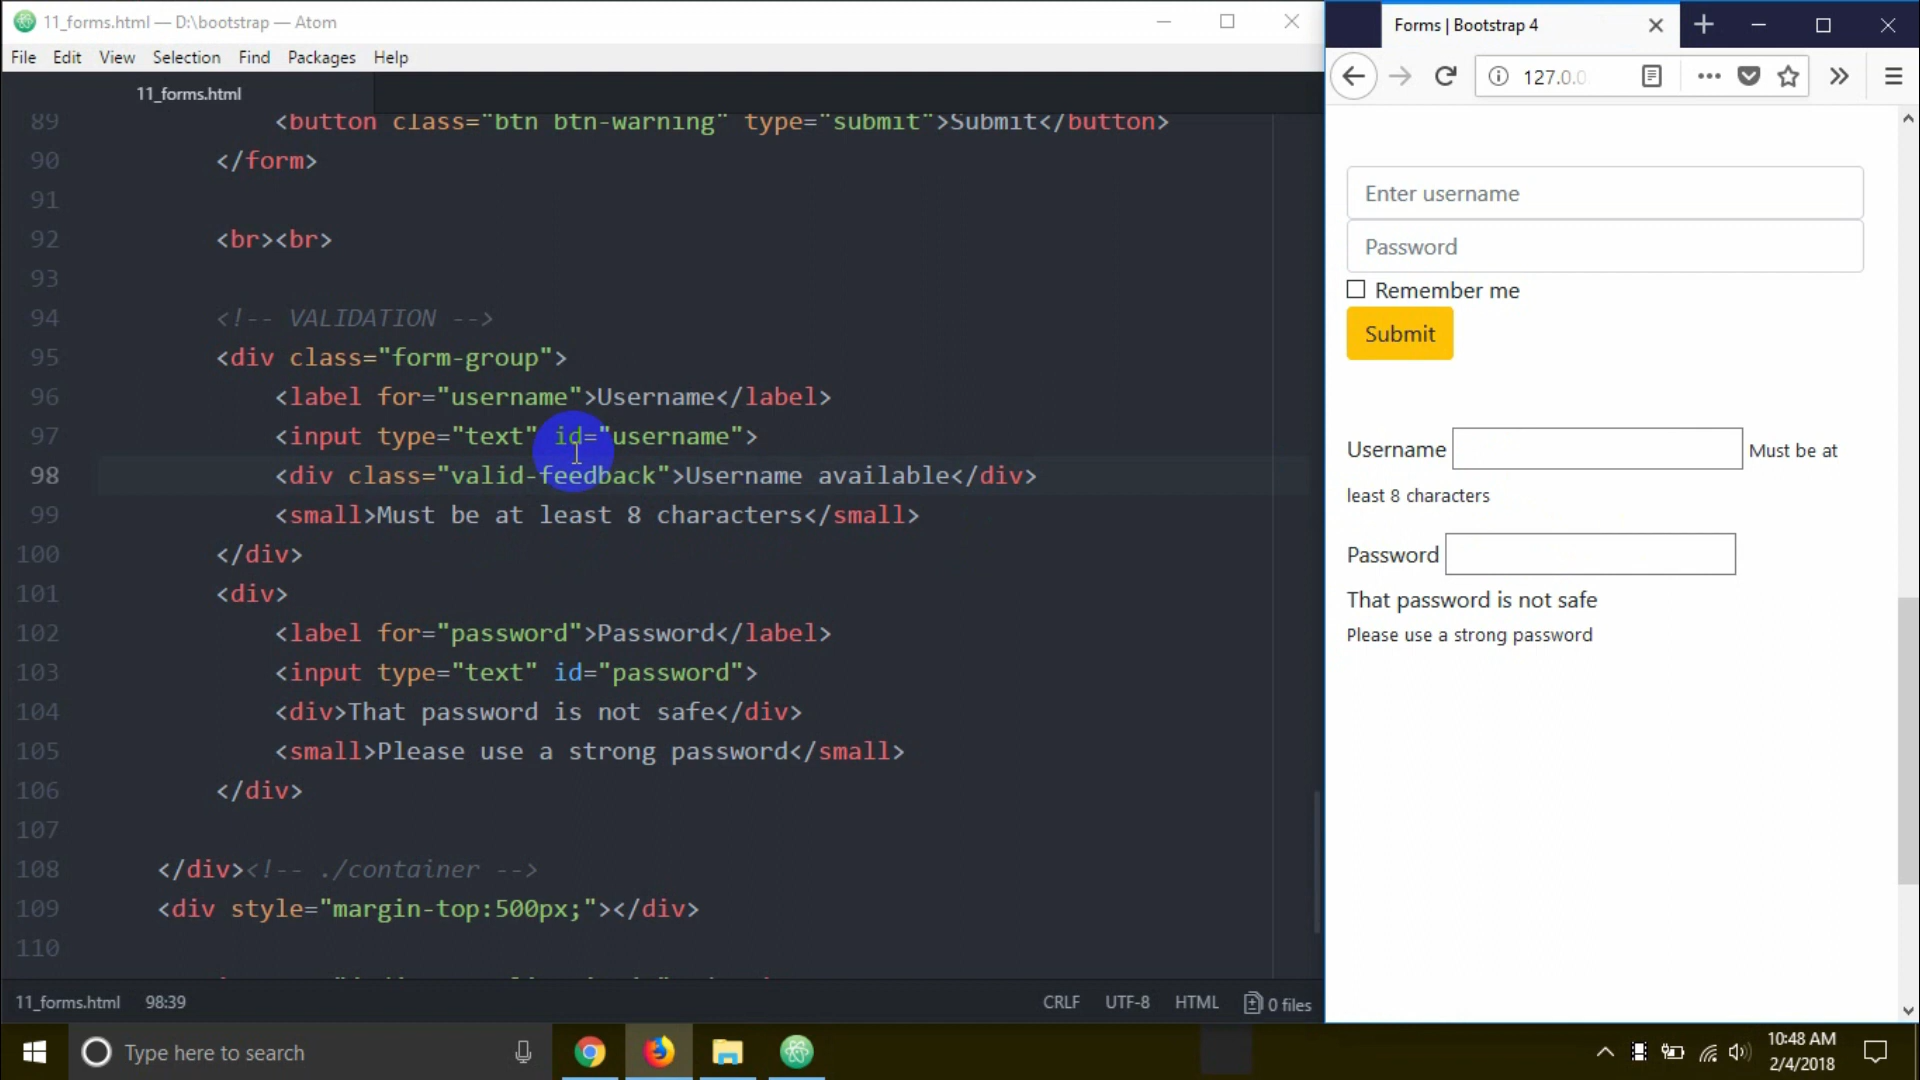 11_forms.html — D:\bootstrap — Atom
File Edit View Selection Find Packages Help
11_forms.html
89 <button class="btn btn-warning" type="submit">Submit</button>
90 </form>
91
92 <br><br>
93
94 <!-- VALIDATION -->
95 <div class="form-group">
96 <label for="username">Username</label>
97 <input type="text" id="username">
98 <div class="valid-feedback">Username available</div>
99 <small>Must be at least 8 characters</small>
100 </div>
101 <div>
102 <label for="password">Password</label>
103 <input type="text" id="password">
104 <div>That password is not safe</div>
105 <small>Please use a strong password</small>
106 </div>
107
108 </div><!-- ./container -->
109 <div style="margin-top:500px;"></div>
110
11_forms.html 98:39 CRLF UTF-8 HTML 0 files
Forms | Bootstrap 4
127.0.0.
Enter username
Password
Remember me
Submit
Username Must be at
least 8 characters
Password
That password is not safe
Please use a strong password
Type here to search
10:48 AM
2/4/2018